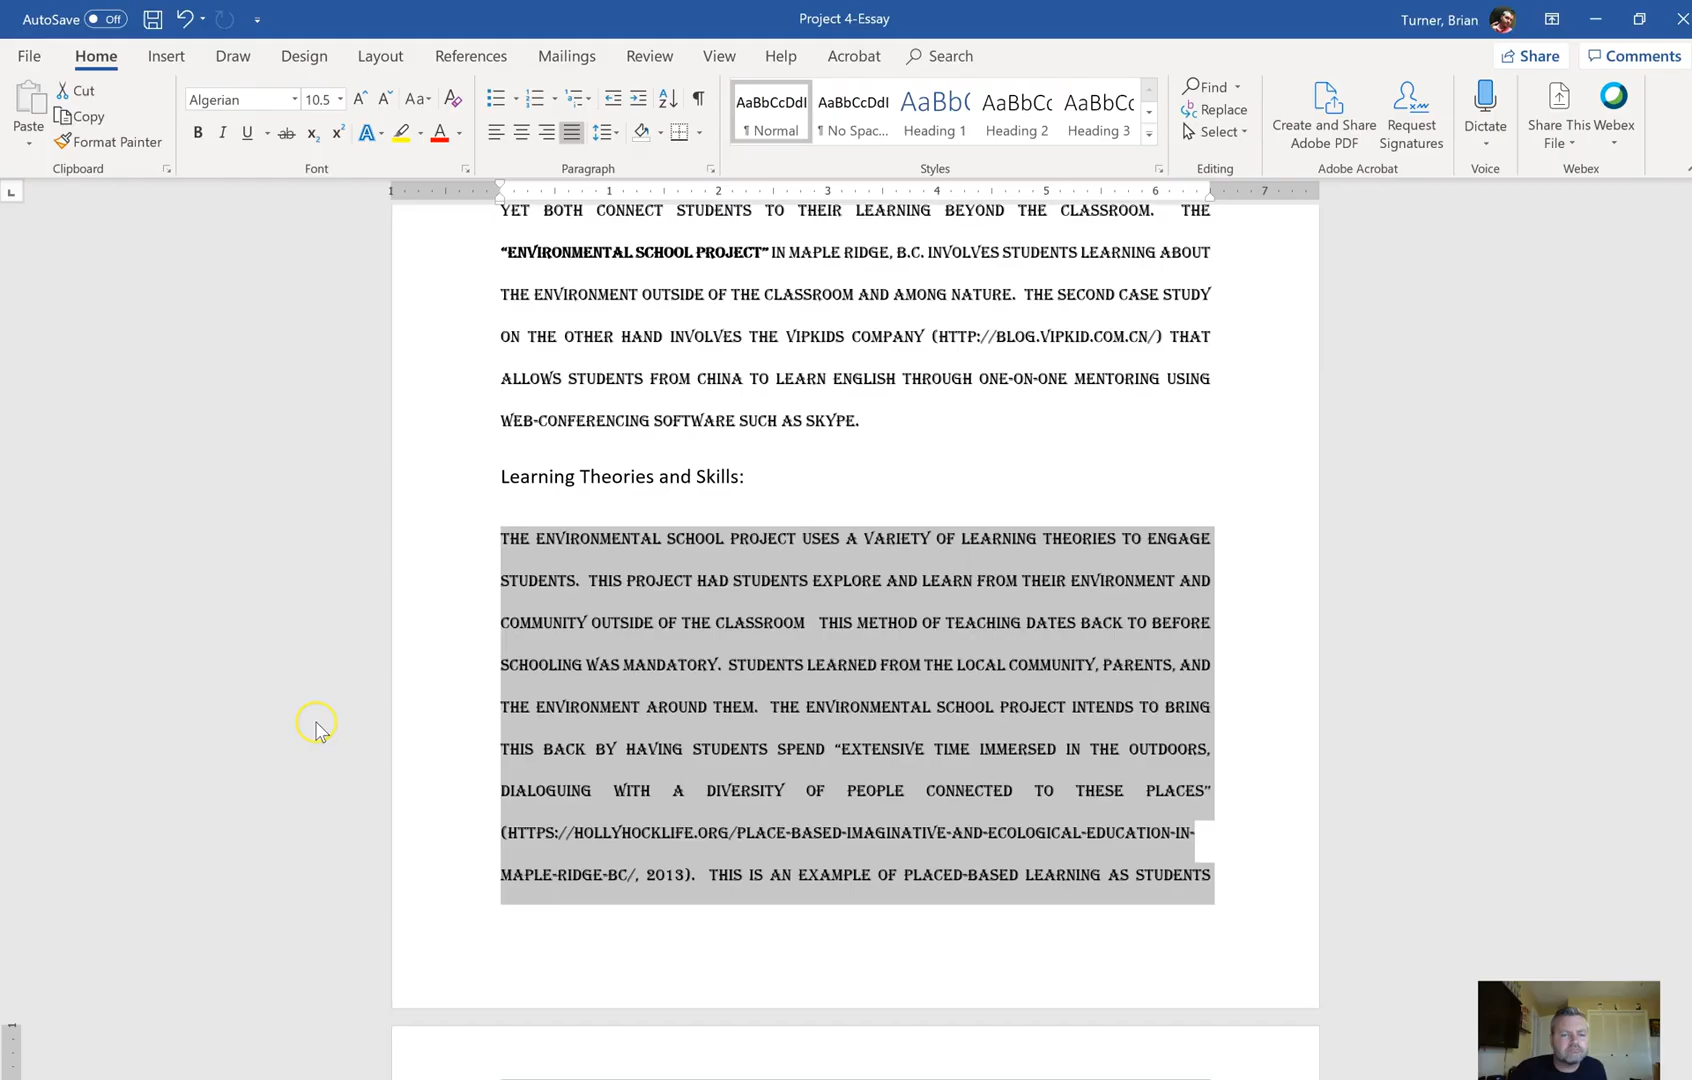 AutoSave Off Project 4-Essay Turner, Brian
File Home Insert Draw Design Layout References Mailings Review View Help Acrobat Search Share Comments
Paste Cut Copy Format Painter Clipboard
Algerian 10.5 Font
Paragraph
AaBbCcDdI AaBbCcDdI AaBb( AaBbCc AaBbCc
¶ Normal ¶ No Spac... Heading 1 Heading 2 Heading 3
Styles
Find Replace Select Editing
Create and Share Adobe PDF Request Signatures Adobe Acrobat
Dictate Voice
Share This File Webex Webex
1 1 2 3 4 5 6 7
YET BOTH CONNECT STUDENTS TO THEIR LEARNING BEYOND THE CLASSROOM. THE
“ENVIRONMENTAL SCHOOL PROJECT” IN MAPLE RIDGE, B.C. INVOLVES STUDENTS LEARNING ABOUT
THE ENVIRONMENT OUTSIDE OF THE CLASSROOM AND AMONG NATURE. THE SECOND CASE STUDY
ON THE OTHER HAND INVOLVES THE VIPKIDS COMPANY (HTTP://BLOG.VIPKID.COM.CN/) THAT
ALLOWS STUDENTS FROM CHINA TO LEARN ENGLISH THROUGH ONE-ON-ONE MENTORING USING
WEB-CONFERENCING SOFTWARE SUCH AS SKYPE.
Learning Theories and Skills:
THE ENVIRONMENTAL SCHOOL PROJECT USES A VARIETY OF LEARNING THEORIES TO ENGAGE
STUDENTS. THIS PROJECT HAD STUDENTS EXPLORE AND LEARN FROM THEIR ENVIRONMENT AND
COMMUNITY OUTSIDE OF THE CLASSROOM THIS METHOD OF TEACHING DATES BACK TO BEFORE
SCHOOLING WAS MANDATORY. STUDENTS LEARNED FROM THE LOCAL COMMUNITY, PARENTS, AND
THE ENVIRONMENT AROUND THEM. THE ENVIRONMENTAL SCHOOL PROJECT INTENDS TO BRING
THIS BACK BY HAVING STUDENTS SPEND “EXTENSIVE TIME IMMERSED IN THE OUTDOORS,
DIALOGUING WITH A DIVERSITY OF PEOPLE CONNECTED TO THESE PLACES”
(HTTPS://HOLLYHOCKLIFE.ORG/PLACE-BASED-IMAGINATIVE-AND-ECOLOGICAL-EDUCATION-IN-
MAPLE-RIDGE-BC/, 2013). THIS IS AN EXAMPLE OF PLACED-BASED LEARNING AS STUDENTS